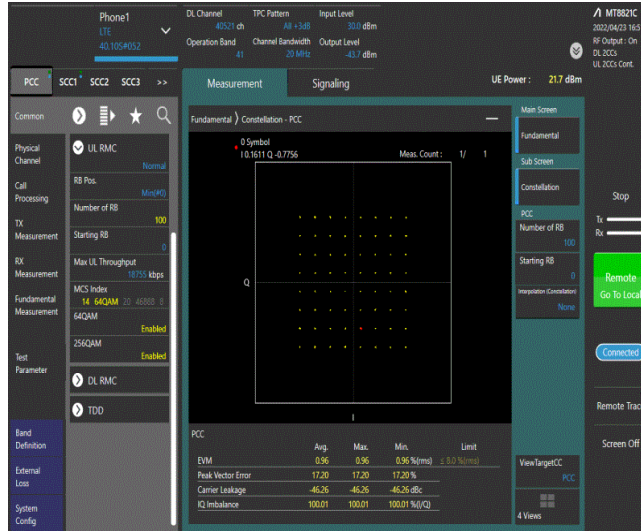 Phone1
LTE
40.105#052
DL Channel
40521 ch
TPC Pattern
All +3dB
Input Level
30.0 dBm
Operation Band
41
Channel Bandwidth
20 MHz
Output Level
-43.7 dBm
MT8821C
2022/04/23 16:5
RF Output : On
DL 2CCs
UL 2CCs Cont.
PCC
SCC1
SCC2
SCC3
>>
Measurement
Signaling
UE Power : 21.7 dBm
Common
Physical
Channel
Call
Processing
TX
Measurement
RX
Measurement
Fundamental
Measurement
Test
Parameter
Band
Definition
External
Loss
System
Config
UL RMC
Normal
RB Pos.
Min(#0)
Number of RB
100
Starting RB
0
Max UL Throughput
18755 kbps
MCS Index
14 64QAM 20 46888 8
64QAM
Enabled
256QAM
Enabled
DL RMC
TDD
Fundamental Constellation - PCC
0 Symbol
I 0.1611 Q -0.7756
Meas. Count : 1/ 1
Q
I
PCC
Avg. Max. Min. Limit
EVM 0.96 0.96 0.96 %(rms) ≤ 8.0 %(rms)
Peak Vector Error 17.20 17.20 17.20 %
Carrier Leakage -46.26 -46.26 -46.26 dBc
IQ Imbalance 100.01 100.01 100.01 %(I/Q)
Main Screen
Fundamental
Sub Screen
Constellation
PCC
Number of RB
100
Starting RB
0
Interpolation (Constellation)
None
ViewTargetCC
PCC
4 Views
Stop
Tx
Rx
Remote
Go To Local
Connected
Remote Trac
Screen Off